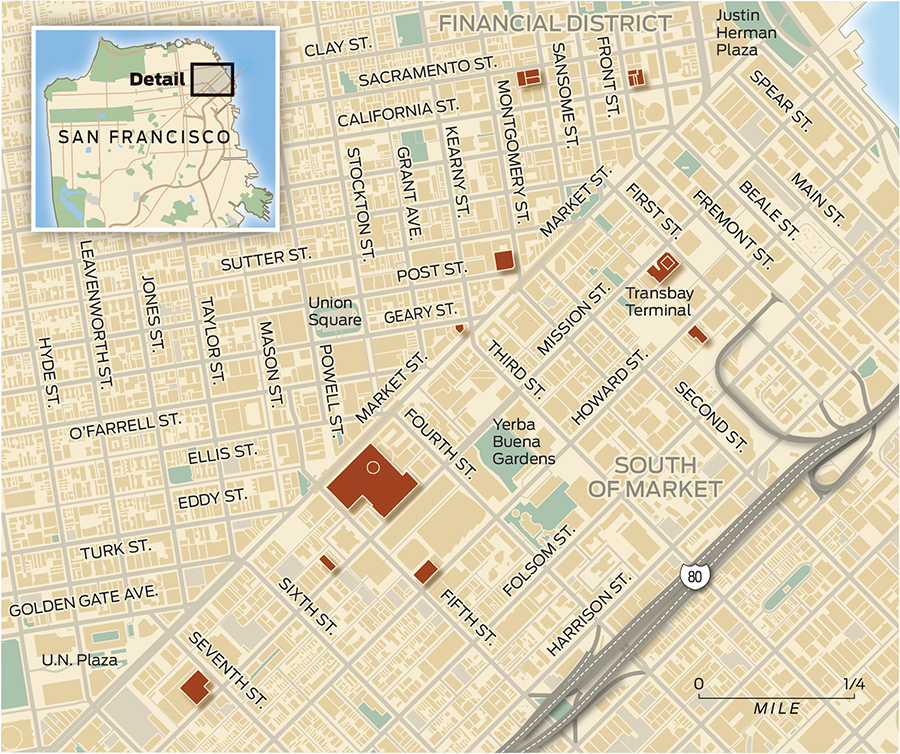 FINANCIAL DISTRICT
Justin
Herman
Plaza
CLAY ST.
SACRAMENTO ST.
CALIFORNIA ST.
MONTGOMERY ST.
SANSOME ST.
FRONT ST.
SPEAR ST.
Detail
SAN FRANCISCO
STOCKTON ST.
GRANT AVE.
KEARNY ST.
MARKET ST.
FIRST ST.
FREMONT ST.
BEALE ST.
MAIN ST.
SUTTER ST.
POST ST.
GEARY ST.
Union
Square
Transbay
Terminal
MISSION ST.
HOWARD ST.
LEAVENWORTH ST.
JONES ST.
TAYLOR ST.
MASON ST.
HYDE ST.
POWELL ST.
MARKET ST.
THIRD ST.
SECOND ST.
O'FARRELL ST.
ELLIS ST.
EDDY ST.
FOURTH ST.
Yerba
Buena
Gardens
SOUTH
OF MARKET
TURK ST.
GOLDEN GATE AVE.
SIXTH ST.
FIFTH ST.
FOLSOM ST.
HARRISON ST.
80
U.N. Plaza
SEVENTH ST.
0 1/4
MILE